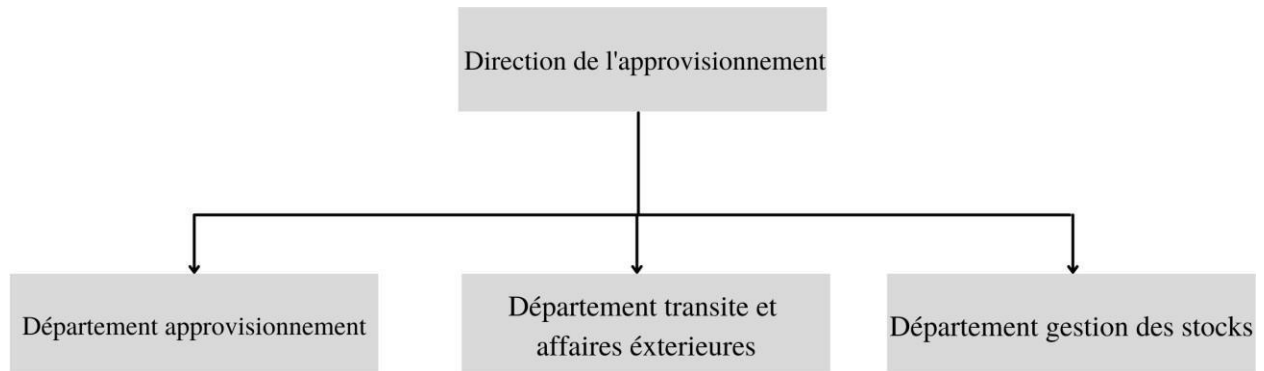 Direction de l'approvisionnement
Département approvisionnement
Département transite et
affaires éxterieures
Département gestion des stocks